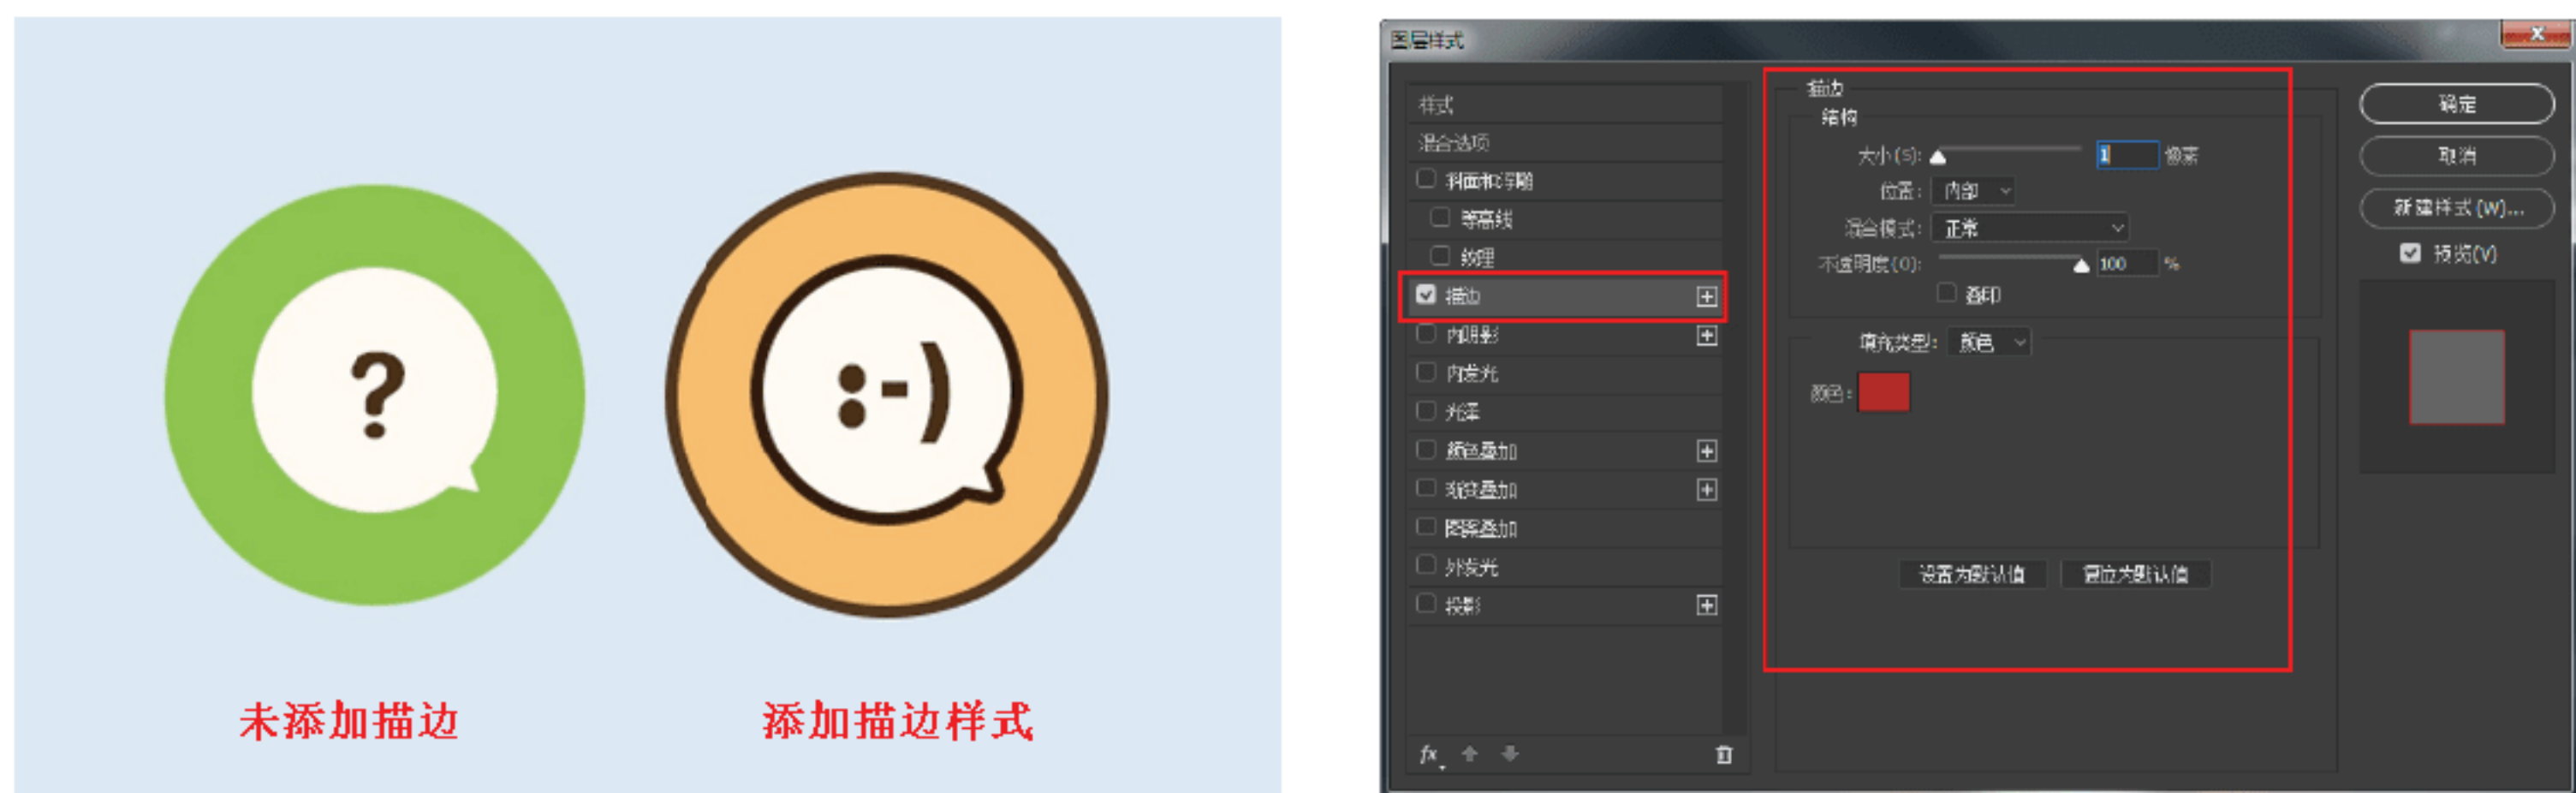 ?
:-)
未添加描边
添加描边样式
图层样式
样式
混合选项
斜面和浮雕
等高线
纹理
描边
内阴影
内发光
光泽
颜色叠加
渐变叠加
图案叠加
外发光
投影
fx
描边
结构
大小(S): 1 像素
位置: 内部
混合模式: 正常
不透明度(O): 100 %
叠印
填充类型: 颜色
颜色:
设置为默认值 复位为默认值
确定
取消
新建样式(W)...
预览(V)